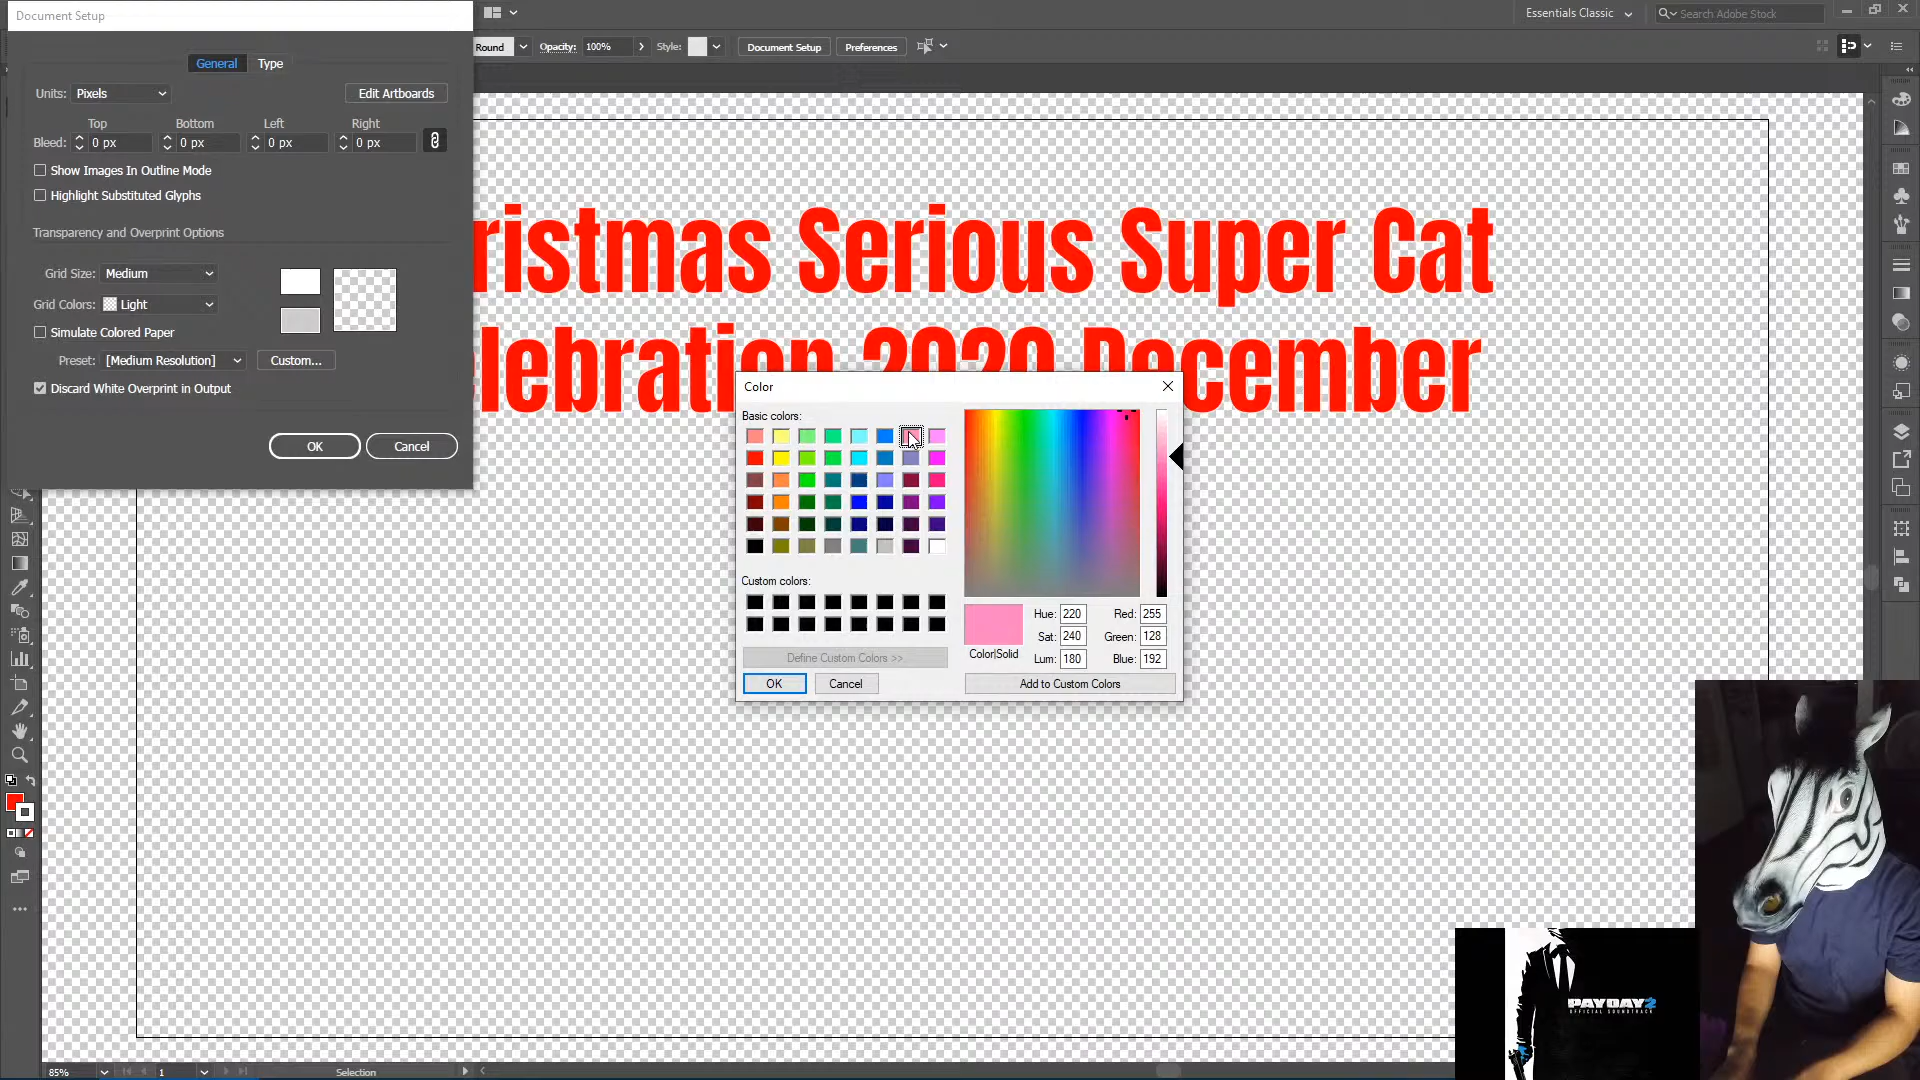 Document Setup
Essentials Classic
Search Adobe Stock
Round
Opacity:
100%
Style:
Document Setup
Preferences
General
Type
Units:
Pixels
Edit Artboards
Top
Bottom
Left
Right
Bleed:
0 px
0 px
0 px
0 px
Show Images In Outline Mode
Highlight Substituted Glyphs
Transparency and Overprint Options
Grid Size:
Medium
Grid Colors:
Light
Simulate Colored Paper
Preset:
[Medium Resolution]
Custom...
Discard White Overprint in Output
OK
Cancel
ristmas Serious Super Cat
lebration 2020 December
Color
Basic colors:
Custom colors:
Define Custom Colors >>
OK
Cancel
Color|Solid
Hue: 220
Sat: 240
Lum: 180
Red: 255
Green: 128
Blue: 192
Add to Custom Colors
PAYDAY 2
OFFICIAL SOUNDTRACK
85%
1
Selection